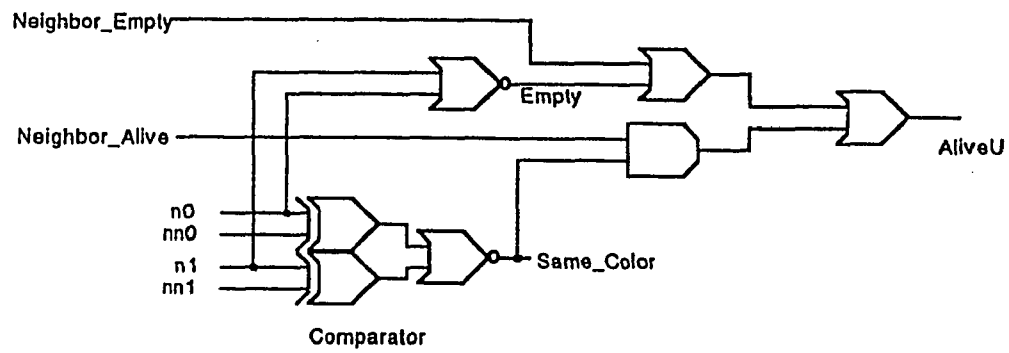 Neighbor_Empty
Empty
Neighbor_Alive
AliveU
n0
nn0
n1
nn1
Same_Color
Comparator